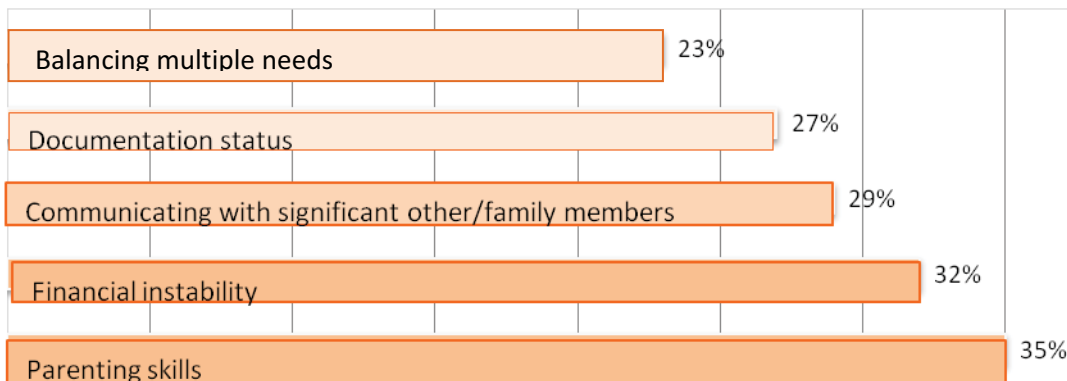 Balancing multiple needs
23%
Documentation status
27%
Communicating with significant other/family members
29%
Financial instability
32%
Parenting skills
35%